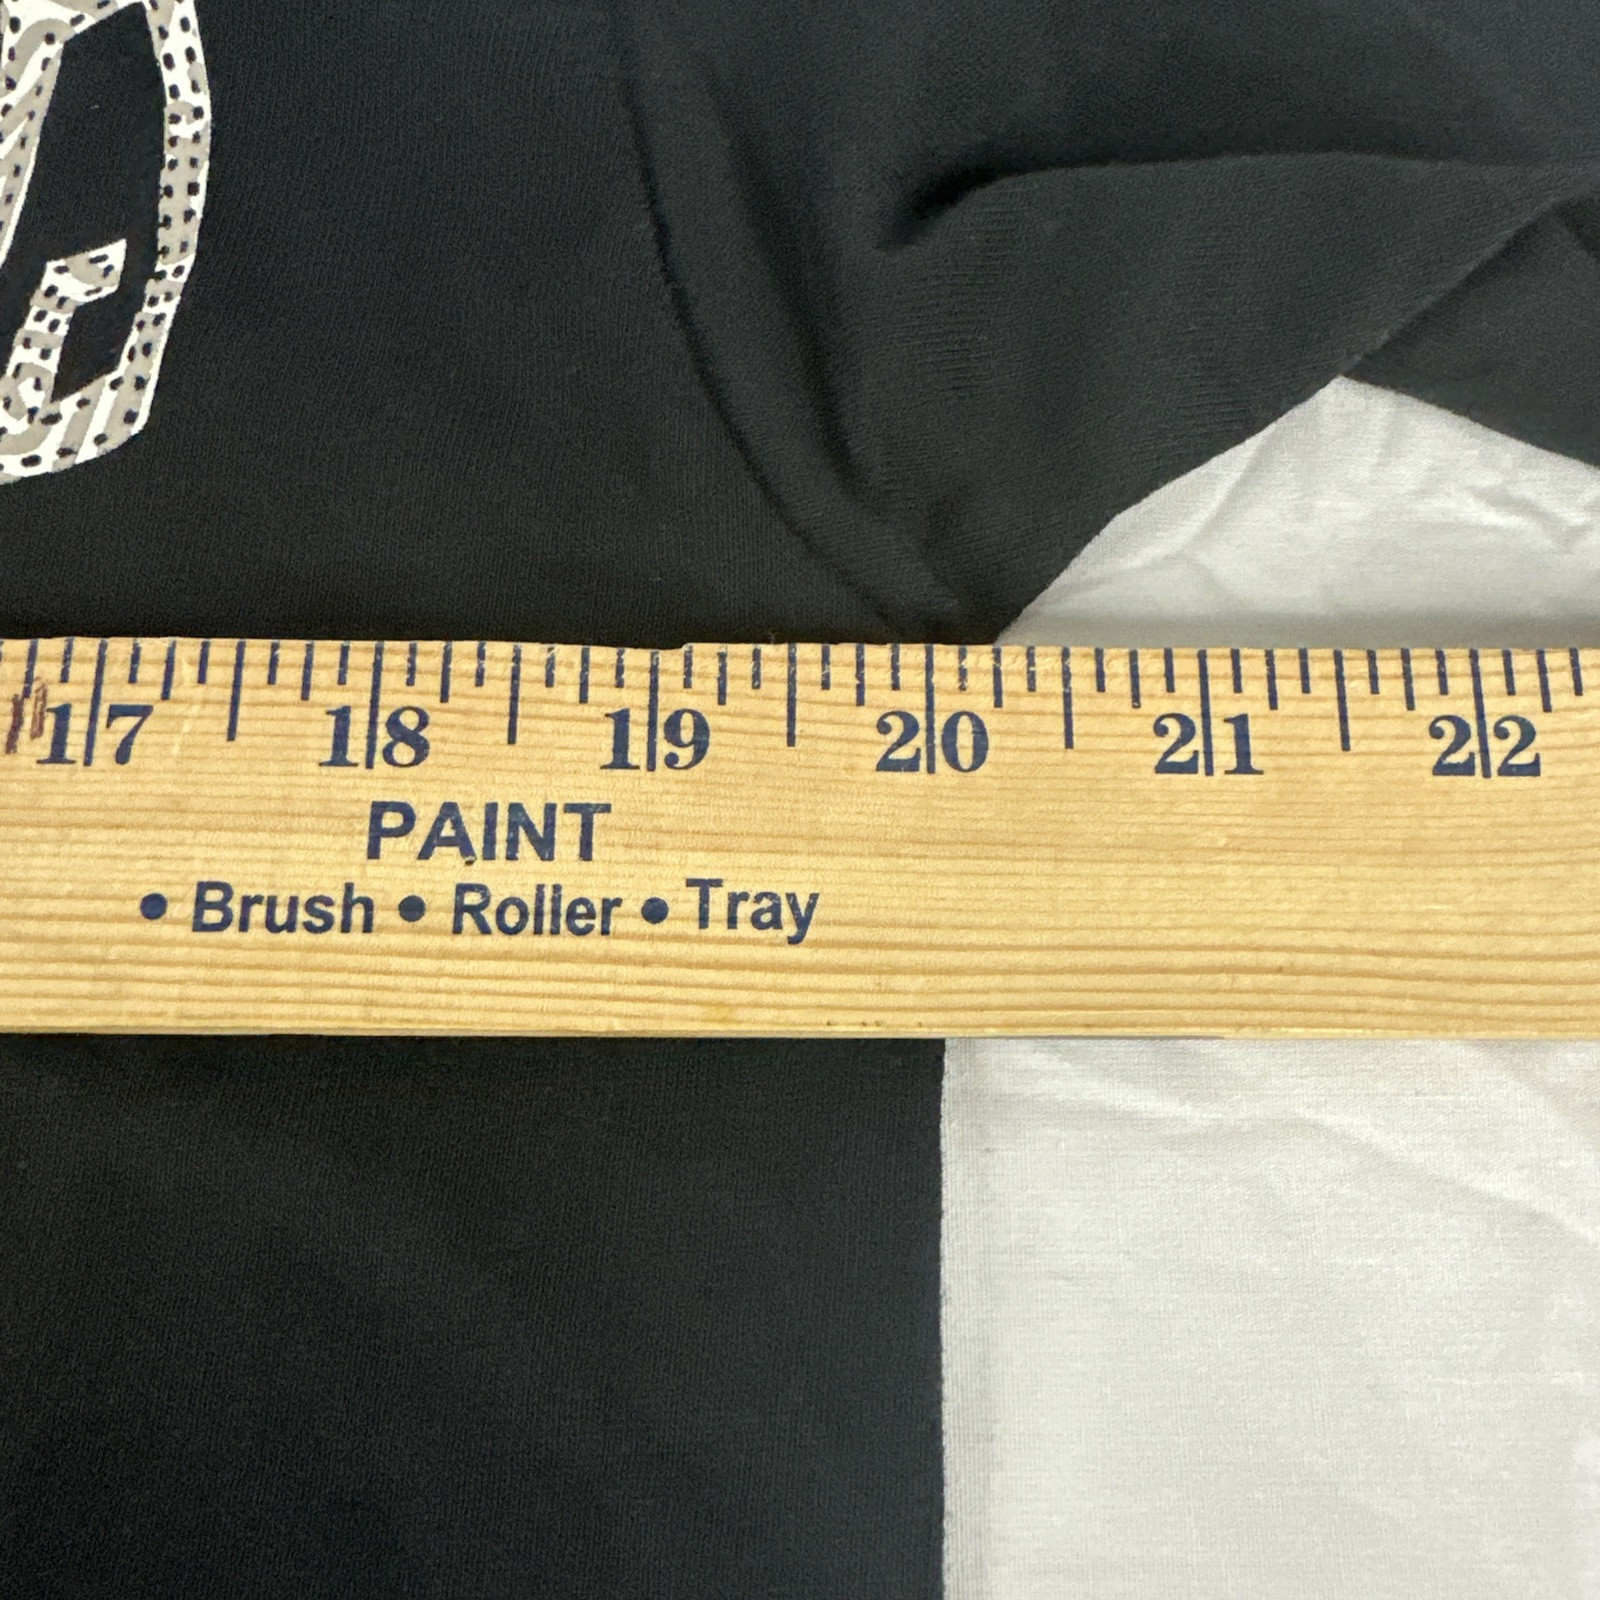 17 18 19 20 21 22
PAINT
• Brush • Roller • Tray